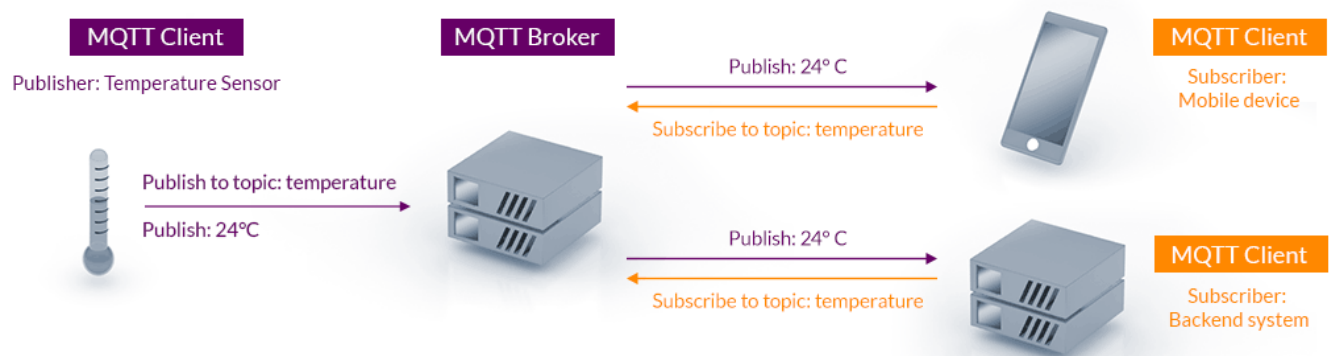 MQTT Client
Publisher: Temperature Sensor
Publish to topic: temperature
Publish: 24°C
MQTT Broker
Publish: 24° C
Subscribe to topic: temperature
MQTT Client
Subscriber:
Mobile device
Publish: 24° C
Subscribe to topic: temperature
MQTT Client
Subscriber:
Backend system